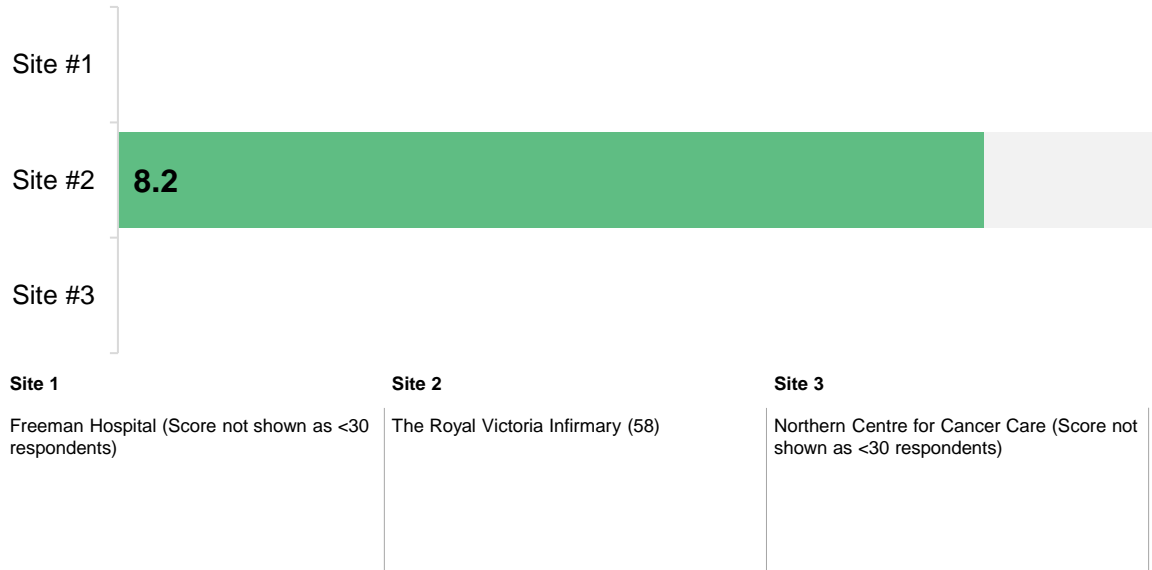 Site #1
Site #2
8.2
Site #3
Site 1
Freeman Hospital (Score not shown as <30
respondents)
Site 2
The Royal Victoria Infirmary (58)
Site 3
Northern Centre for Cancer Care (Score not
shown as <30 respondents)